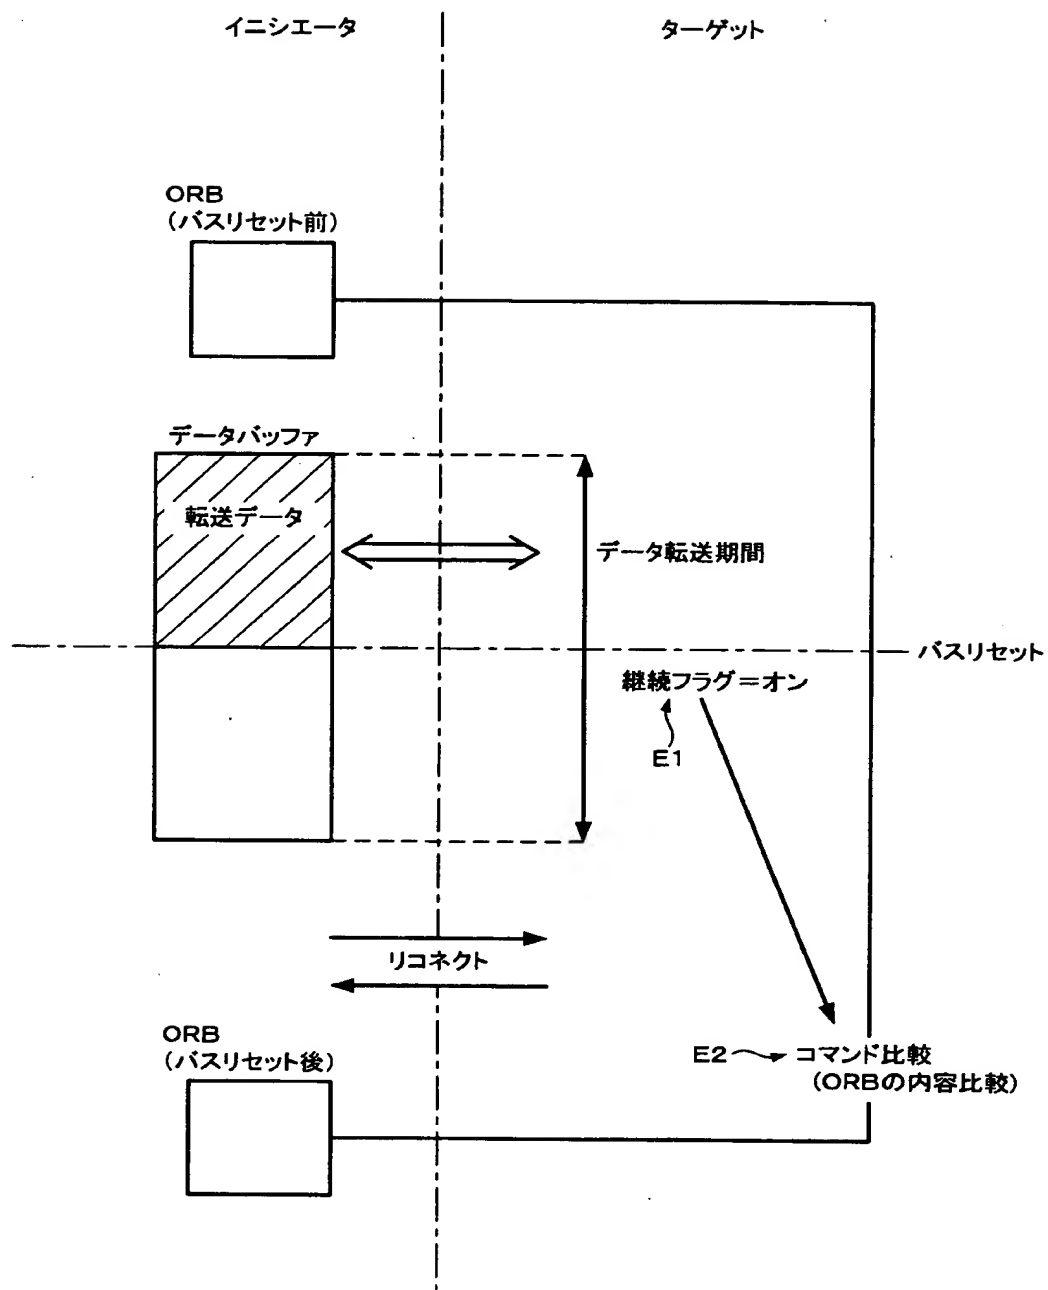 イニシエータ
ターゲット
ORB
(バスリセット前)
データバッファ
転送データ
データ転送期間
バスリセット
継続フラグ=オン
E1
リコネクト
ORB
(バスリセット後)
E2
コマンド比較
(ORBの内容比較)